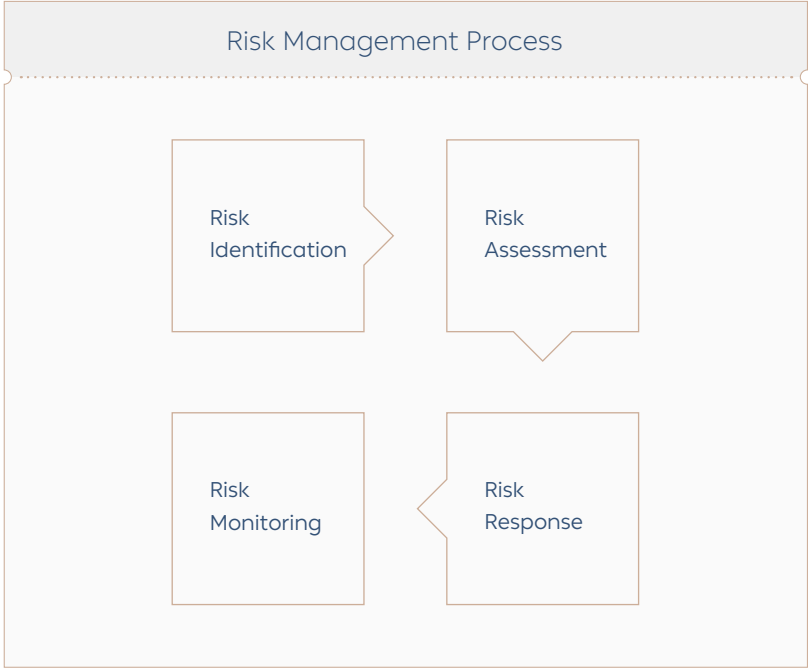 Risk Management Process
Risk
Identification
Risk
Assessment
Risk
Monitoring
Risk
Response